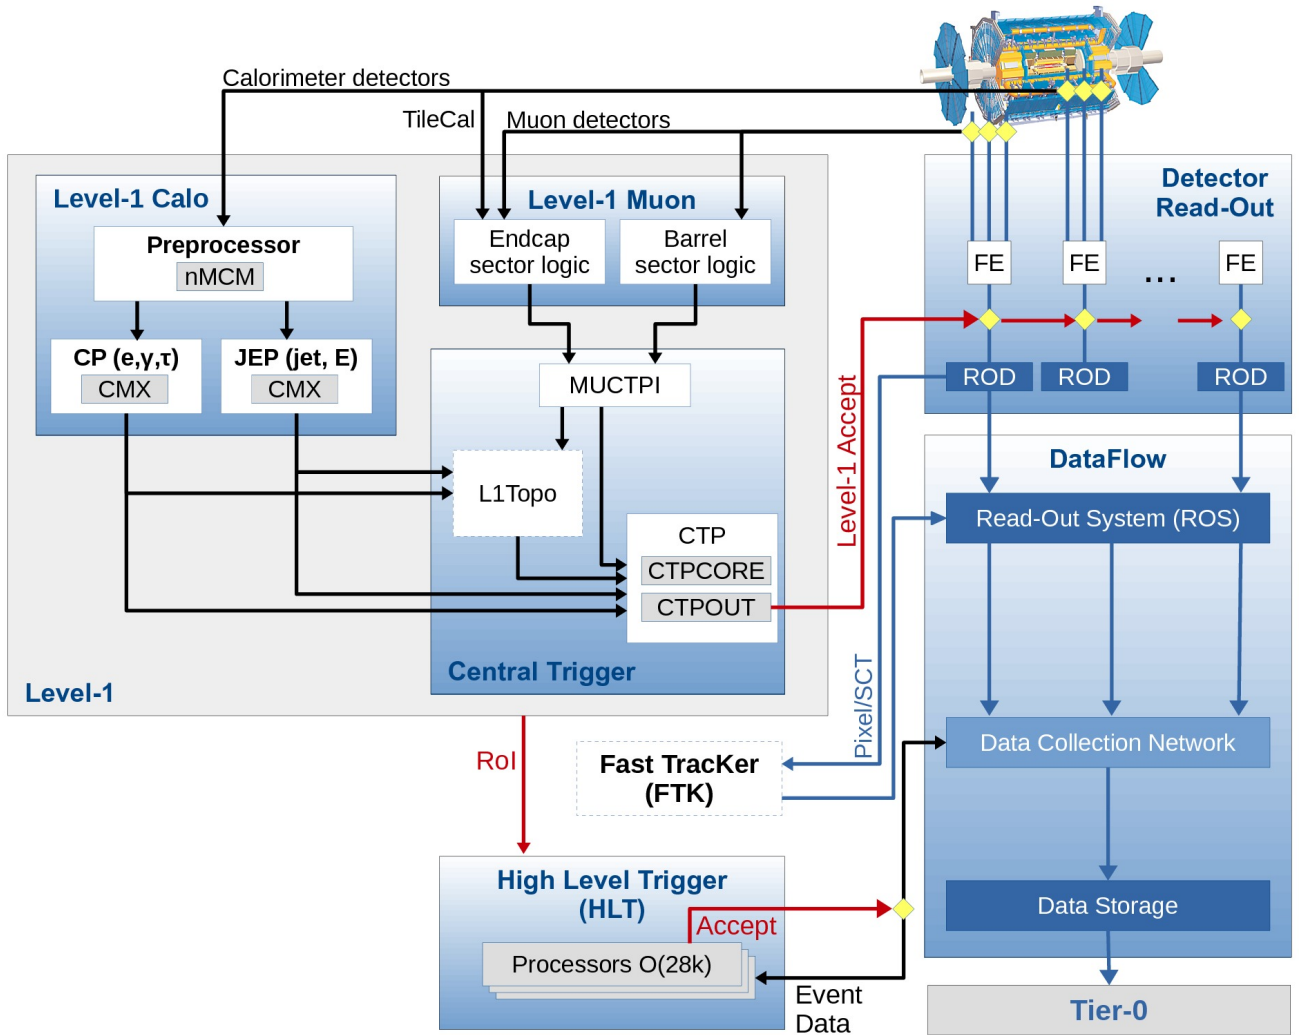 Calorimeter detectors
TileCal
Muon detectors
Level-1 Calo
Preprocessor
nMCM
CP (e,γ,τ)
CMX
JEP (jet, E)
CMX
Level-1 Muon
Endcap
sector logic
Barrel
sector logic
MUCTPI
L1Topo
CTP
CTPCORE
CTPOUT
Central Trigger
Level-1
Level-1 Accept
Detector
Read-Out
FE
FE
...
FE
ROD
ROD
ROD
DataFlow
Read-Out System (ROS)
Data Collection Network
Data Storage
Tier-0
Pixel/SCT
RoI
Fast TracKer
(FTK)
High Level Trigger
(HLT)
Accept
Processors O(28k)
Event
Data